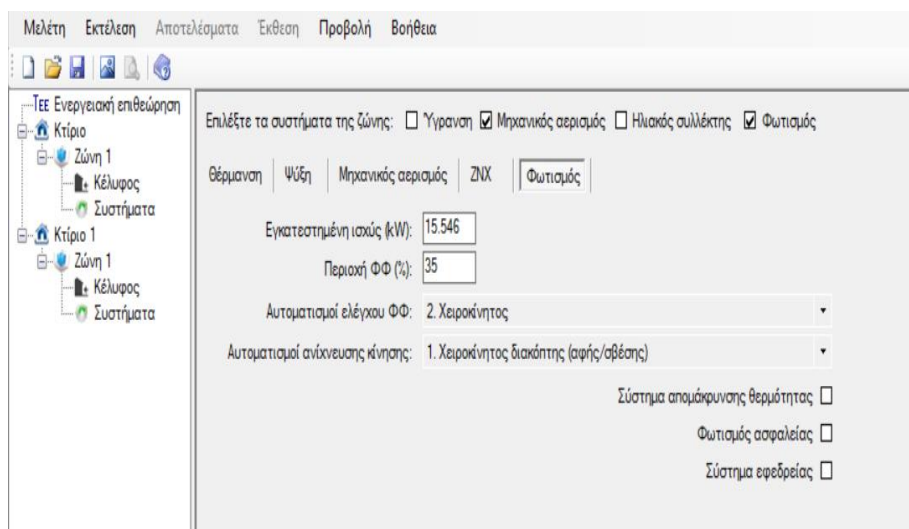 Μελέτη Εκτέλεση Αποτελέσματα Έκθεση Προβολή Βοήθεια
ΤΕΕ Ενεργειακή επιθεώρηση
Κτίριο
Ζώνη 1
Κέλυφος
Συστήματα
Κτίριο 1
Ζώνη 1
Κέλυφος
Συστήματα
Επιλέξτε τα συστήματα της ζώνης: Ύγρανση Μηχανικός αερισμός Ηλιακός συλλέκτης Φωτισμός
Θέρμανση Ψύξη Μηχανικός αερισμός ΖΝΧ Φωτισμός
Εγκατεστημένη ισχύς (kW): 15.546
Περιοχή ΦΦ (%): 35
Αυτοματισμοί ελέγχου ΦΦ: 2. Χειροκίνητος
Αυτοματισμοί ανίχνευσης κίνησης: 1. Χειροκίνητος διακόπτης (αφής/σβέσης)
Σύστημα απομάκρυνσης θερμότητας
Φωτισμός ασφαλείας
Σύστημα εφεδρείας